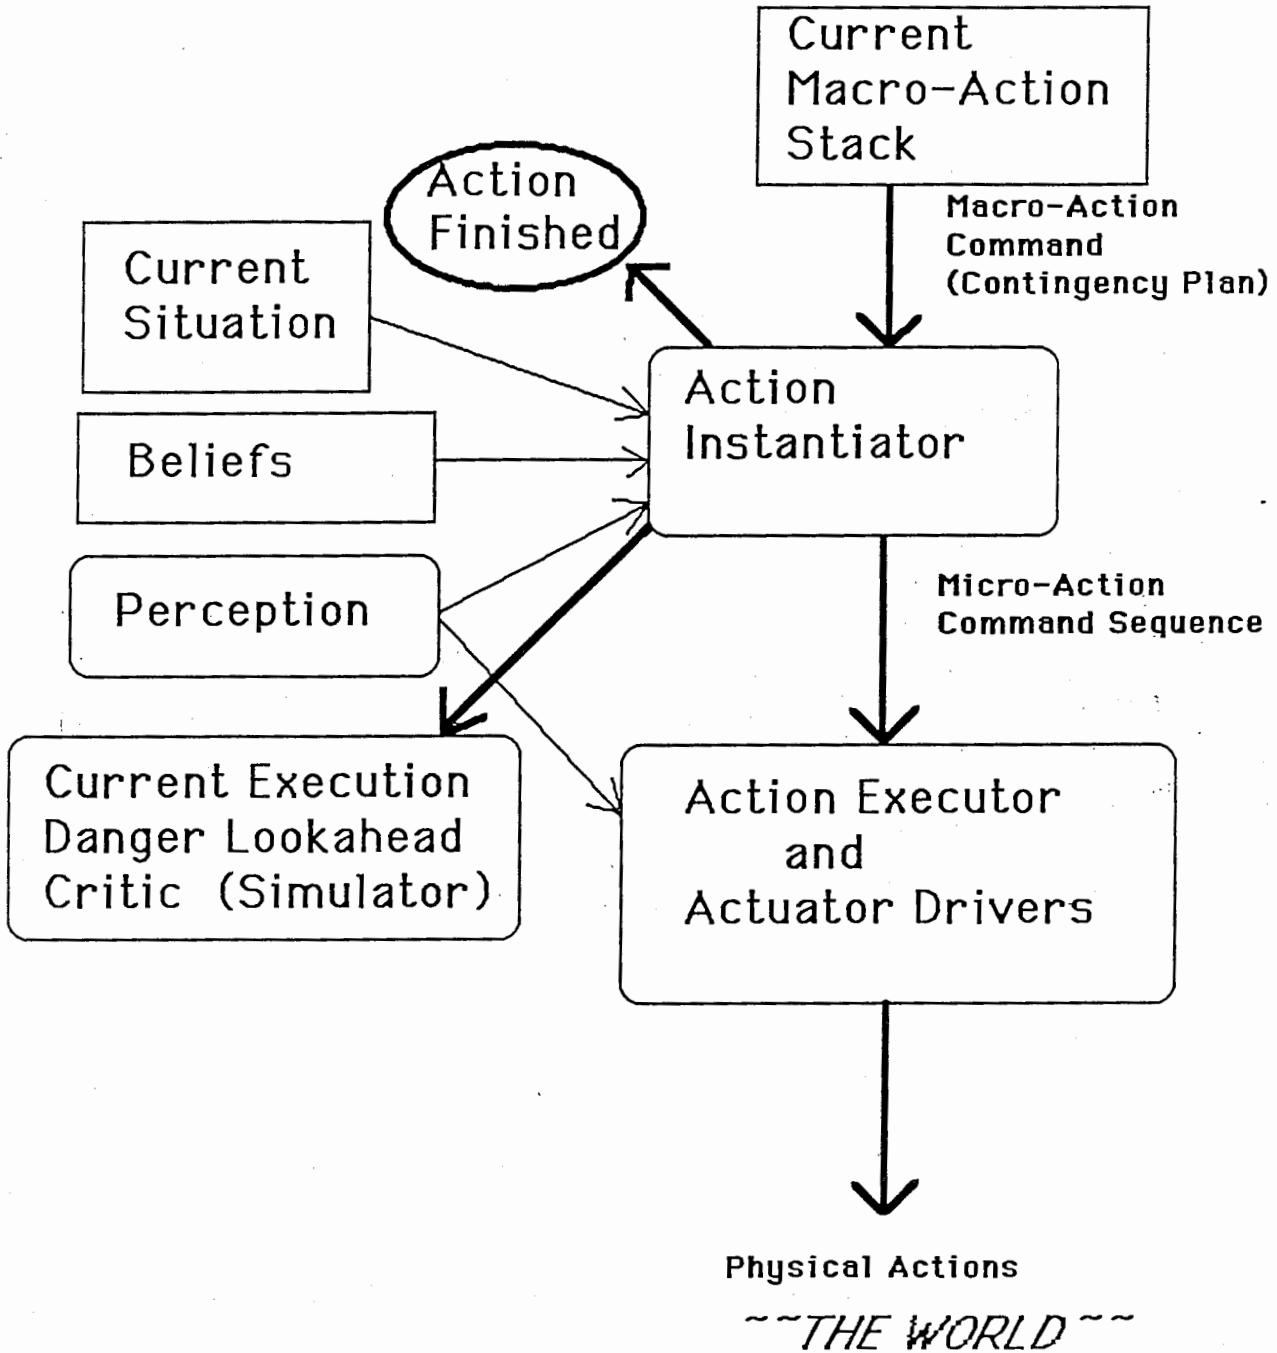 Current
Macro-Action
Stack
Action
Finished
Macro-Action
Command
(Contingency Plan)
Current
Situation
Action
Instantiator
Beliefs
Perception
Micro-Action
Command Sequence
Current Execution
Danger Lookahead
Critic (Simulator)
Action Executor
and
Actuator Drivers
Physical Actions
~~THE WORLD~~